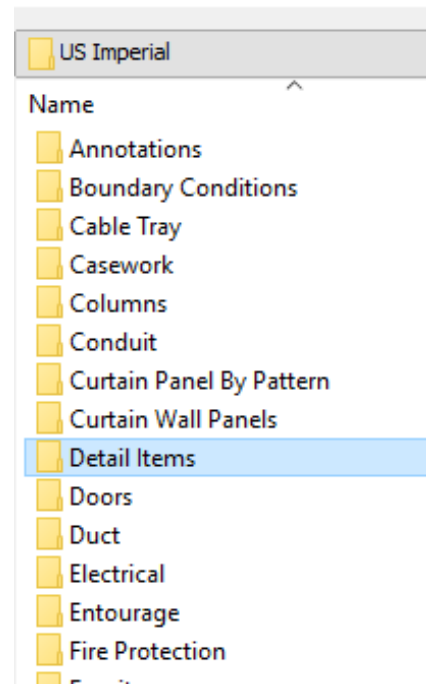 US Imperial
Name
Annotations
Boundary Conditions
Cable Tray
Casework
Columns
Conduit
Curtain Panel By Pattern
Curtain Wall Panels
Detail Items
Doors
Duct
Electrical
Entourage
Fire Protection